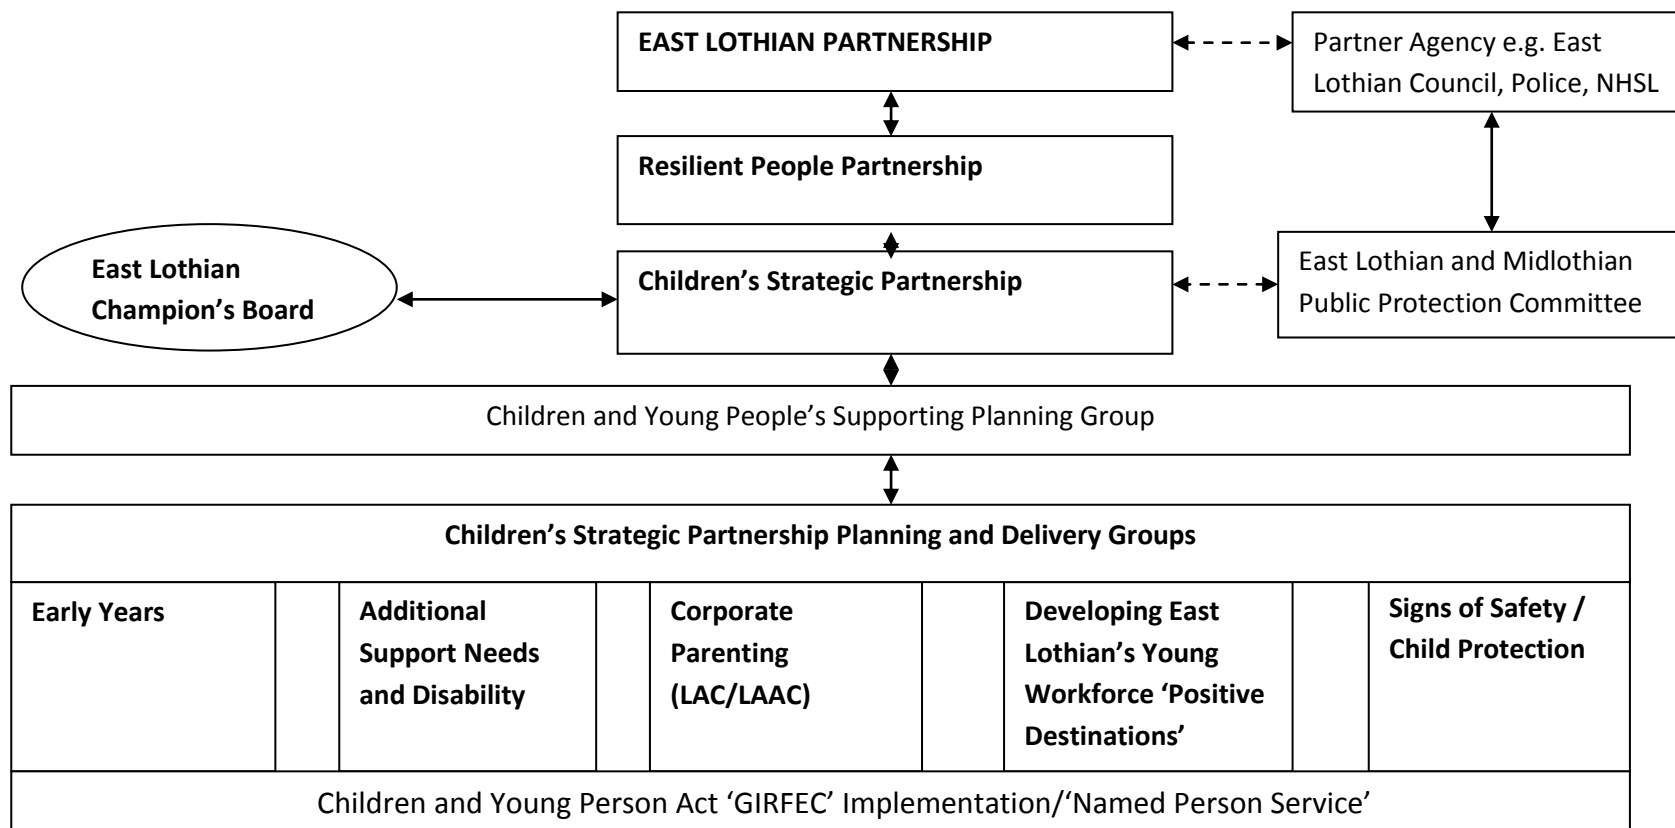 EAST LOTHIAN PARTNERSHIP
Partner Agency e.g. East
Lothian Council, Police, NHSL
Resilient People Partnership
East Lothian
Champion’s Board
Children’s Strategic Partnership
East Lothian and Midlothian
Public Protection Committee
Children and Young People’s Supporting Planning Group
Children’s Strategic Partnership Planning and Delivery Groups
Early Years
Additional
Support Needs
and Disability
Corporate
Parenting
(LAC/LAAC)
Developing East
Lothian’s Young
Workforce ‘Positive
Destinations’
Signs of Safety /
Child Protection
Children and Young Person Act ‘GIRFEC’ Implementation/‘Named Person Service’